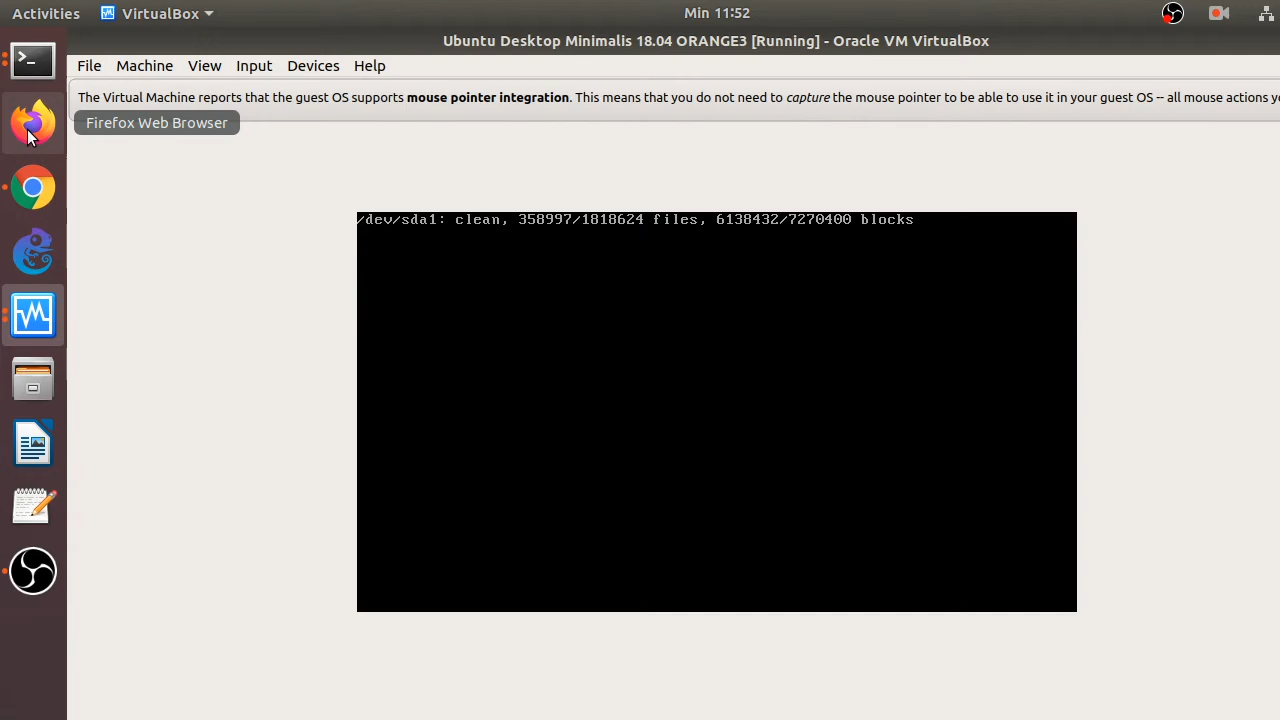 Activities VirtualBox Min 11:52
Ubuntu Desktop Minimalis 18.04 ORANGE3 [Running] - Oracle VM VirtualBox
File Machine View Input Devices Help
The Virtual Machine reports that the guest OS supports mouse pointer integration. This means that you do not need to capture the mouse pointer to be able to use it in your guest OS -- all mouse actions
Firefox Web Browser
/dev/sda1: clean, 358997/1818624 files, 6138432/7270400 blocks